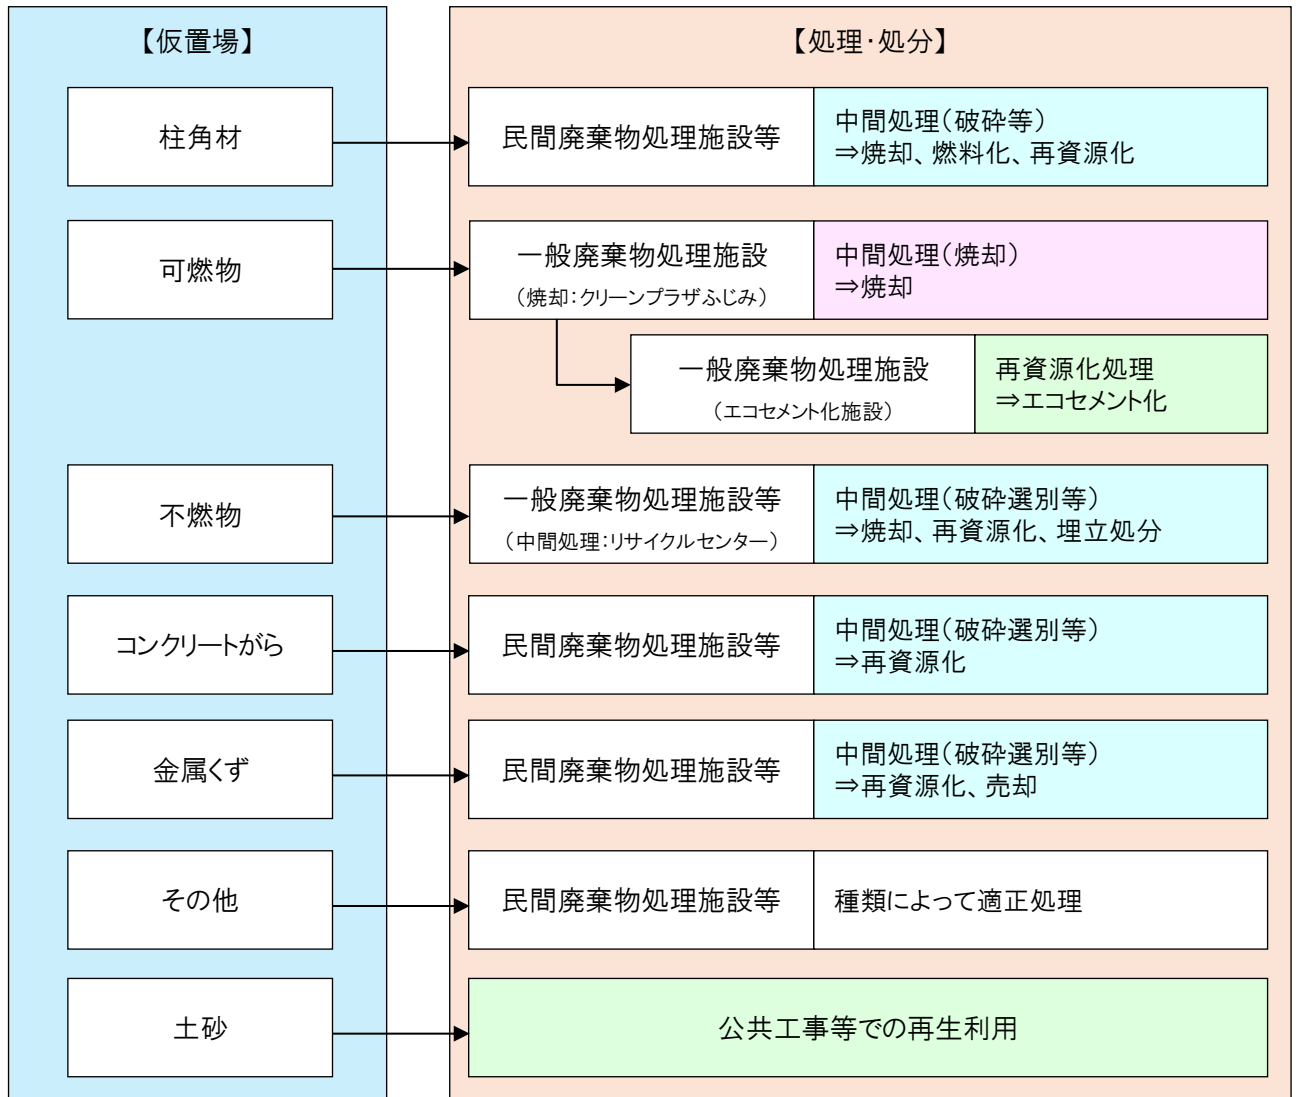 【仮置場】
【処理・処分】
柱角材
民間廃棄物処理施設等
中間処理（破砕等）
⇒焼却、燃料化、再資源化
可燃物
一般廃棄物処理施設
（焼却：クリーンプラザふじみ）
中間処理（焼却）
⇒焼却
一般廃棄物処理施設
（エコセメント化施設）
再資源化処理
⇒エコセメント化
不燃物
一般廃棄物処理施設等
（中間処理：リサイクルセンター）
中間処理（破砕選別等）
⇒焼却、再資源化、埋立処分
コンクリートがら
民間廃棄物処理施設等
中間処理（破砕選別等）
⇒再資源化
金属くず
民間廃棄物処理施設等
中間処理（破砕選別等）
⇒再資源化、売却
その他
民間廃棄物処理施設等
種類によって適正処理
土砂
公共工事等での再生利用